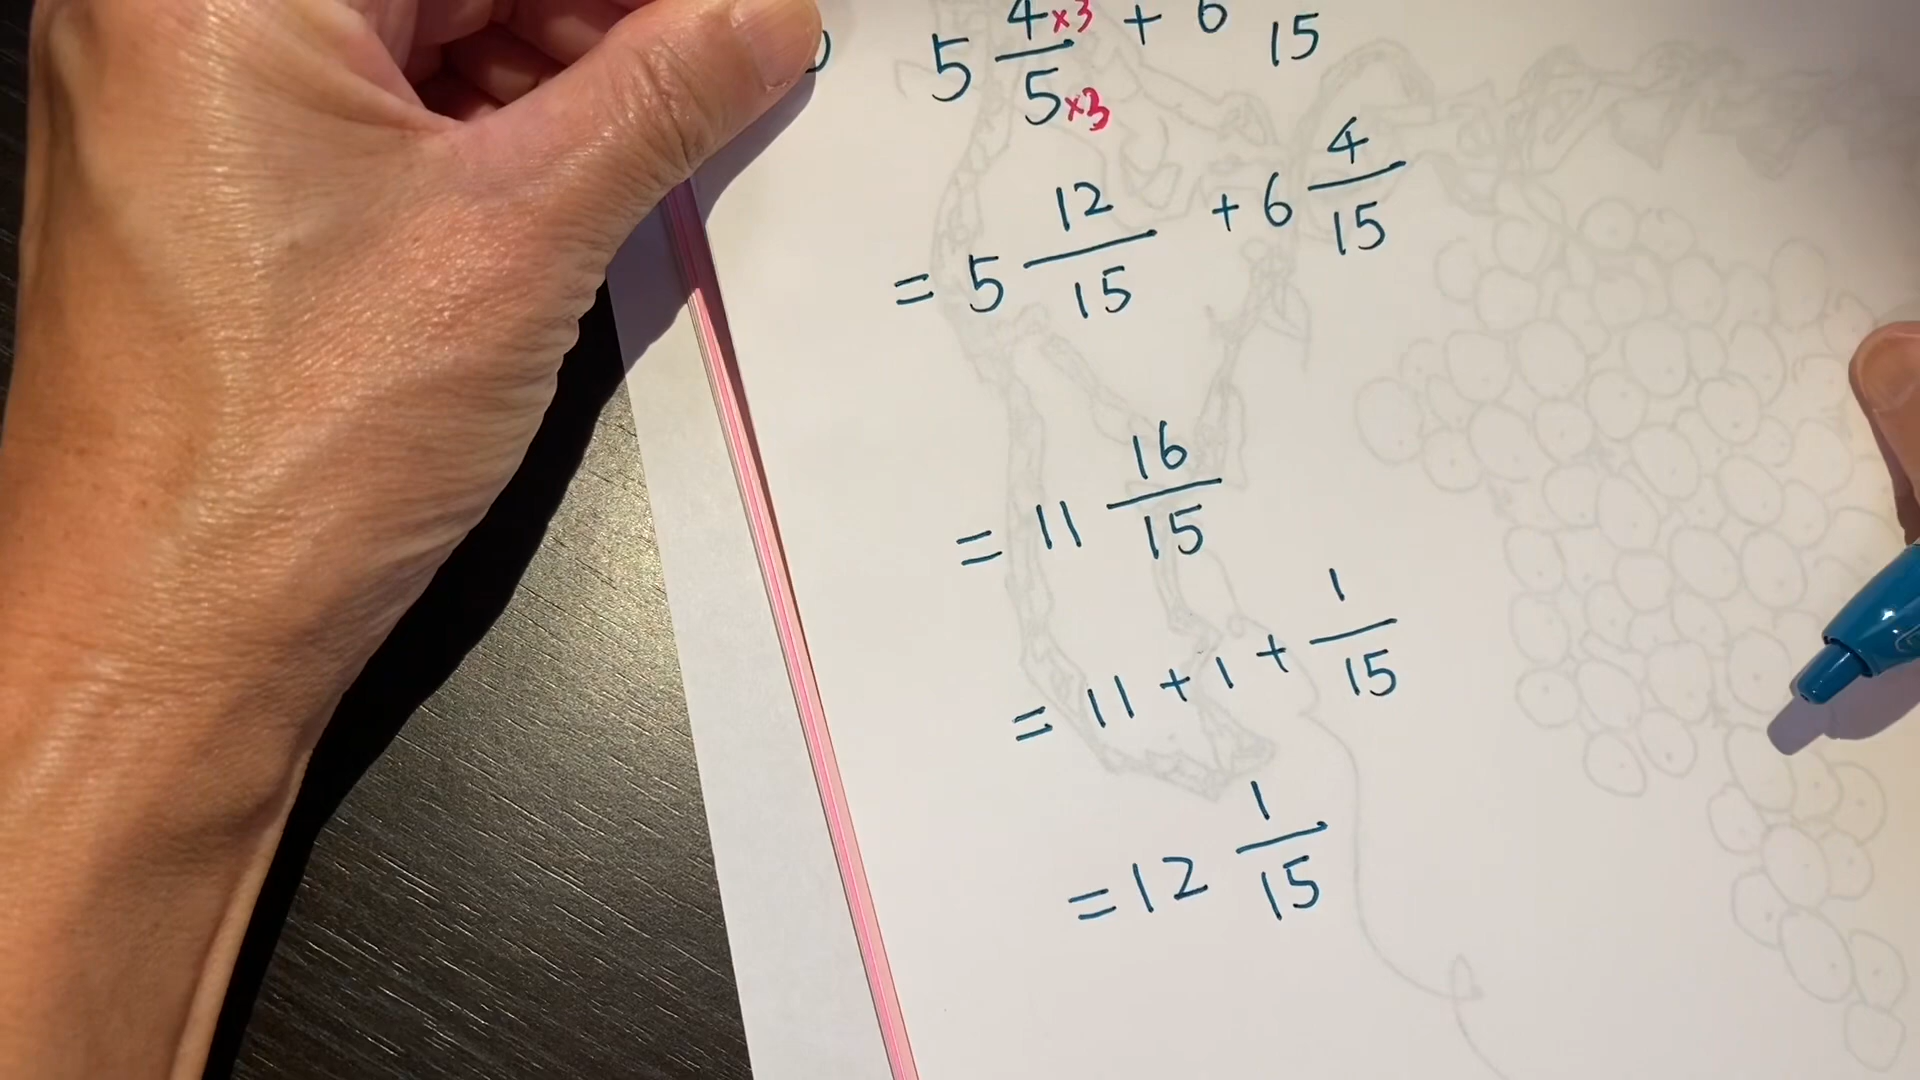 5 4×3/5×3 + 6 15
= 5 12/15 + 6 4/15
= 11 16/15
= 11 + 1 + 1/15
= 12 1/15